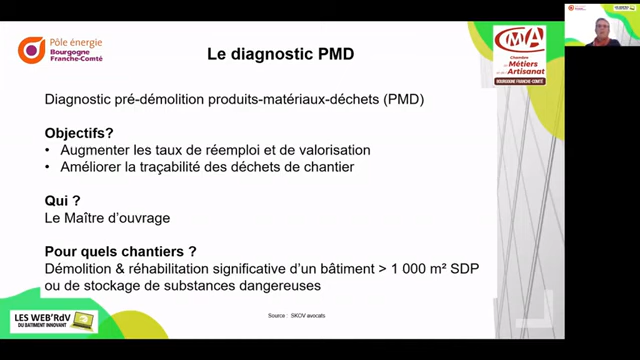 Pôle énergie
Bourgogne
Franche-Comté
Le diagnostic PMD
CMA
Chambre
de Métiers
et de l'Artisanat
BOURGOGNE FRANCHE-COMTÉ
Diagnostic pré-démolition produits-matériaux-déchets (PMD)
Objectifs?
• Augmenter les taux de réemploi et de valorisation
• Améliorer la traçabilité des déchets de chantier
Qui ?
Le Maître d'ouvrage
Pour quels chantiers ?
Démolition & réhabilitation significative d'un bâtiment > 1 000 m² SDP
ou de stockage de substances dangereuses
LES WEB'RdV
DU BATIMENT INNOVANT
Source : SKOV avocats